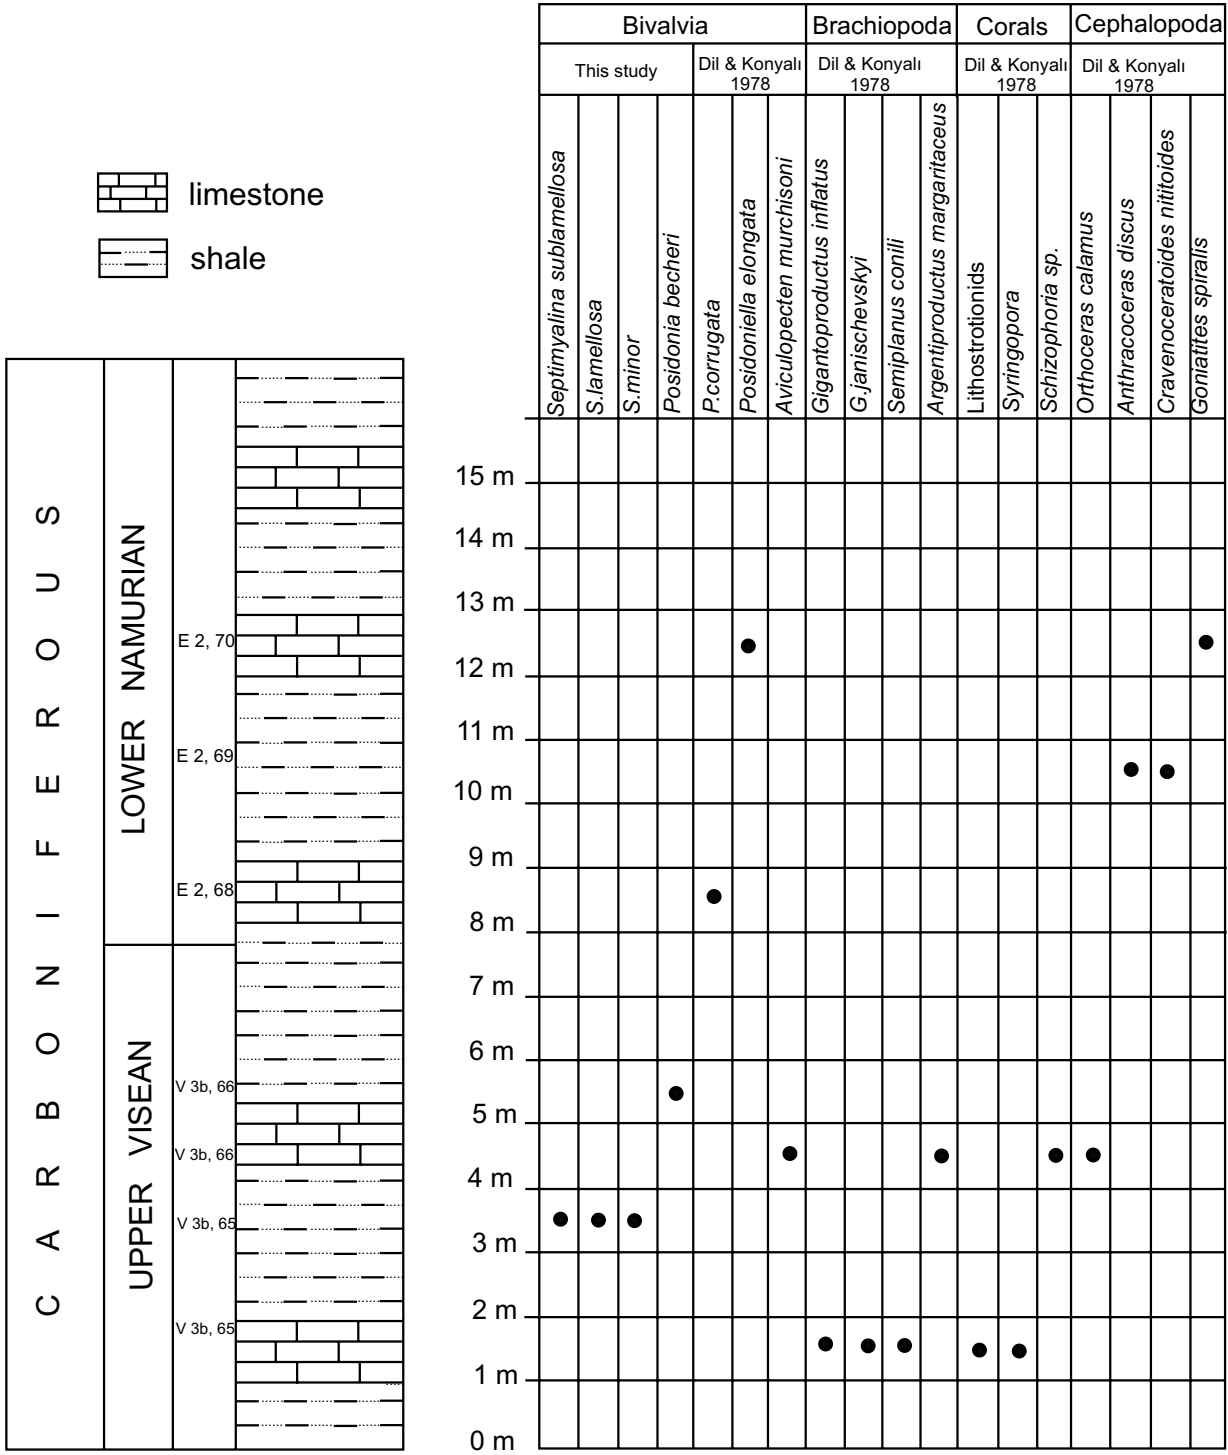 Bivalvia
Brachiopoda
Corals
Cephalopoda
This study
Dil & Konyalı
1978
Dil & Konyalı
1978
Dil & Konyalı
1978
Dil & Konyalı
1978
Septimyalina sublamellosa
S.lamellosa
S.minor
Posidonia becheri
P.corrugata
Posidoniella elongata
Aviculopecten murchisoni
Gigantoproductus inflatus
G.janischevskyi
Semiplanus conili
Argentiproductus margaritaceus
Lithostrotionids
Syringopora
Schizophoria sp.
Orthoceras calamus
Anthracoceras discus
Cravenoceratoides nititoides
Goniatites spiralis
limestone
shale
CARBONIFEROUS
LOWER NAMURIAN
UPPER VISEAN
E 2, 70
E 2, 69
E 2, 68
V 3b, 66
V 3b, 66
V 3b, 65
V 3b, 65
15 m
14 m
13 m
12 m
11 m
10 m
9 m
8 m
7 m
6 m
5 m
4 m
3 m
2 m
1 m
0 m